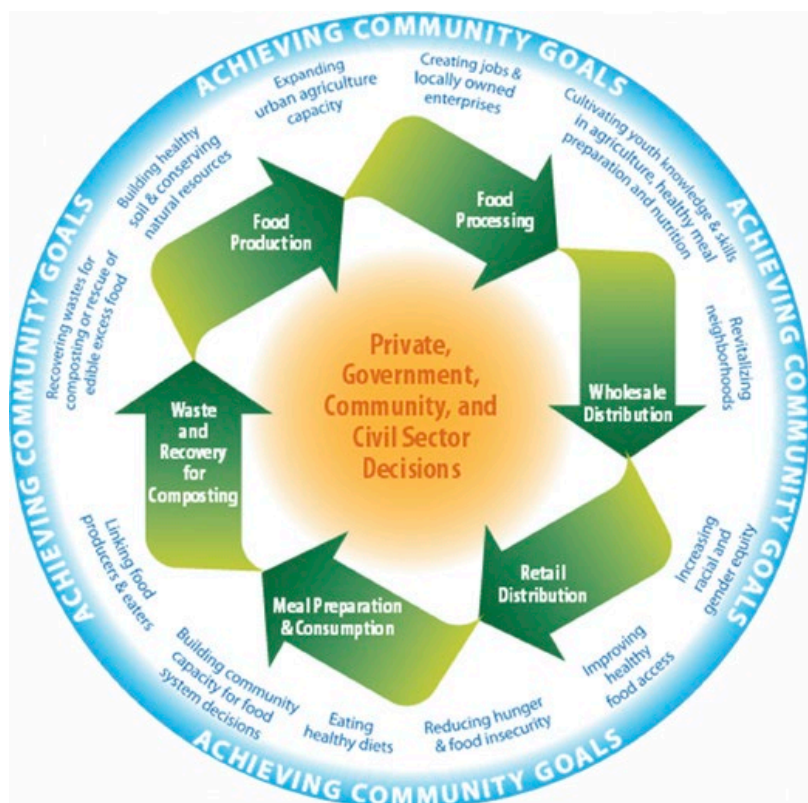 ACHIEVING COMMUNITY GOALS
Expanding
urban agriculture
capacity
Creating jobs &
locally owned
enterprises
Cultivating youth knowledge & skills
in agriculture, healthy meal
preparation and nutrition
ACHIEVING COMMUNITY GOALS
Revitalizing
neighborhoods
Increasing
racial and
gender equity
Improving
healthy
food access
Reducing hunger
& food insecurity
ACHIEVING COMMUNITY GOALS
Eating
healthy diets
Building community
capacity for food
system decisions
Linking food
producers & eaters
ACHIEVING COMMUNITY GOALS
Recovering wastes for
composting or rescue of
edible excess food
Building healthy
soil & conserving
natural resources
Food
Production
Food
Processing
Wholesale
Distribution
Retail
Distribution
Meal Preparation
& Consumption
Waste
and
Recovery
for
Composting
Private,
Government,
Community, and
Civil Sector
Decisions